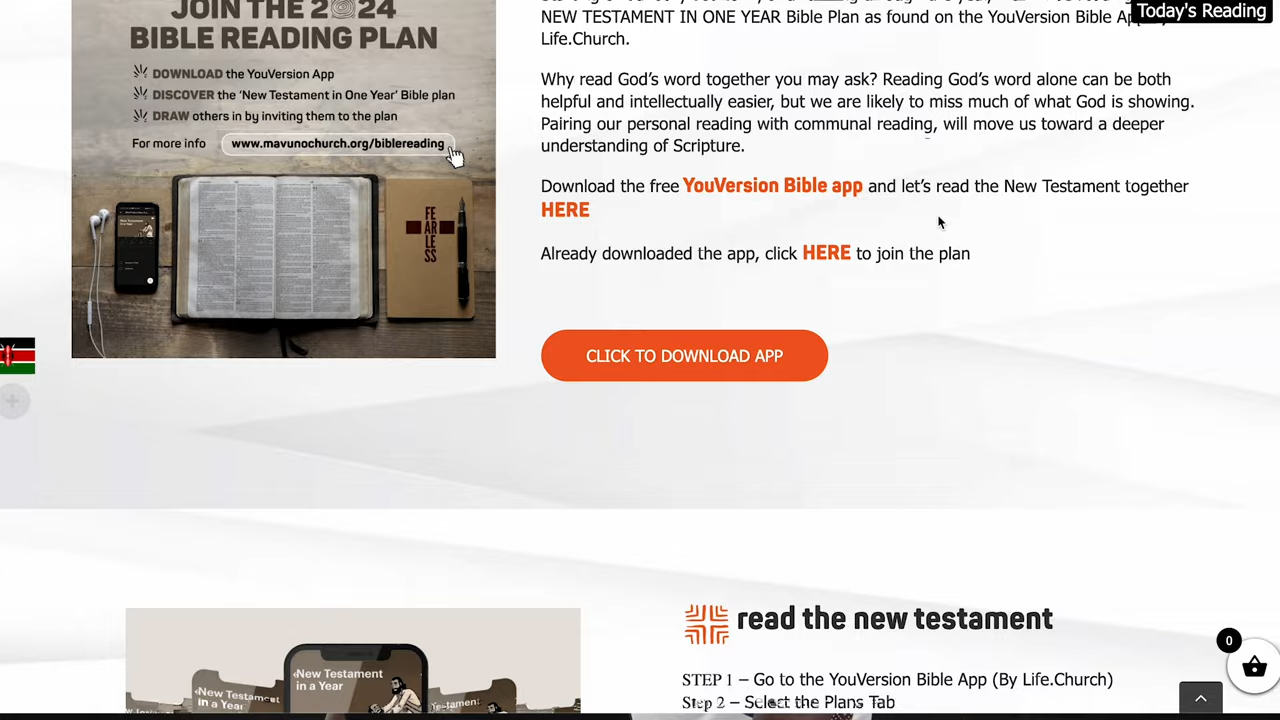 Today's Reading
JOIN THE 2024
BIBLE READING PLAN
DOWNLOAD the YouVersion App
DISCOVER the ‘New Testament in One Year’ Bible plan
DRAW others in by inviting them to the plan
For more info www.mavunochurch.org/biblereading
FEARLESS
NEW TESTAMENT IN ONE YEAR Bible Plan as found on the YouVersion Bible
Life.Church.
Why read God’s word together you may ask? Reading God’s word alone can be both
helpful and intellectually easier, but we are likely to miss much of what God is showing.
Pairing our personal reading with communal reading, will move us toward a deeper
understanding of Scripture.
Download the free YouVersion Bible app and let’s read the New Testament together
HERE
Already downloaded the app, click HERE to join the plan
CLICK TO DOWNLOAD APP
New Testament
in a Year
New Testament
in a Year
Testament
read the new testament
STEP 1 – Go to the YouVersion Bible App (By Life.Church)
Step 2 – Select the Plans Tab
0